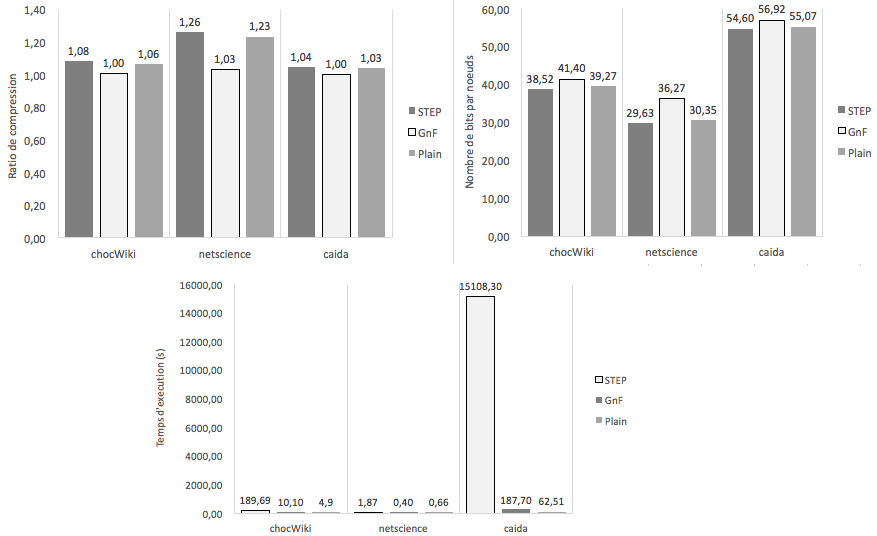 Ratio de compression
1,40
1,20
1,00
0,80
0,60
0,40
0,20
0,00
1,08 1,00 1,06
1,26 1,03 1,23
1,04 1,00 1,03
chocWiki netscience caida
STEP
GnF
Plain
Nombre de bits par noeuds
60,00
50,00
40,00
30,00
20,00
10,00
0,00
38,52 41,40 39,27
29,63 36,27 30,35
54,60 56,92 55,07
chocWiki netscience caida
STEP
GnF
Plain
Temps d'execution (s)
16000,00
14000,00
12000,00
10000,00
8000,00
6000,00
4000,00
2000,00
0,00
189,69 10,10 4,9
1,87 0,40 0,66
15108,30 187,70 62,51
chocWiki netscience caida
STEP
GnF
Plain